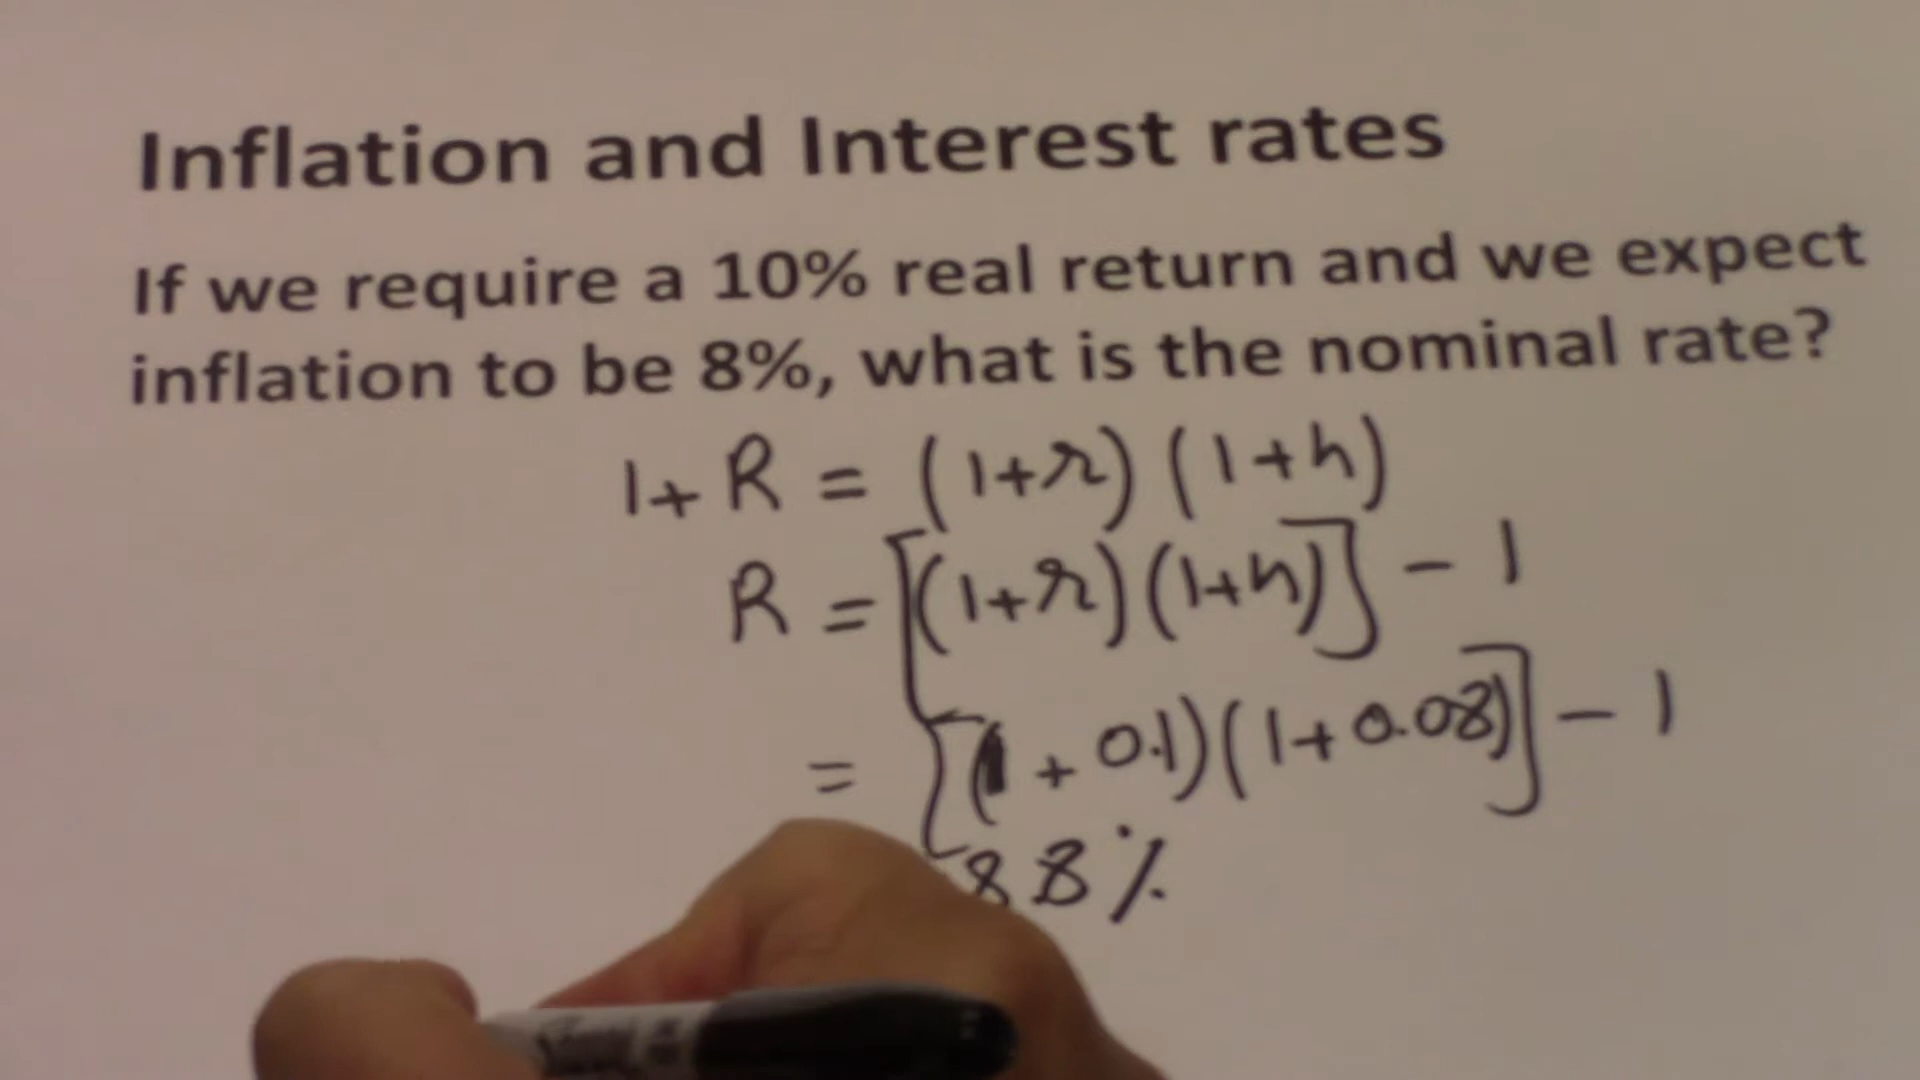 Inflation and Interest rates
If we require a 10% real return and we expect
inflation to be 8%, what is the nominal rate?
1+R = (1+r)(1+h)
R = [(1+r)(1+h)] - 1
= [(1 + 0.1)(1+0.08)] - 1
88%